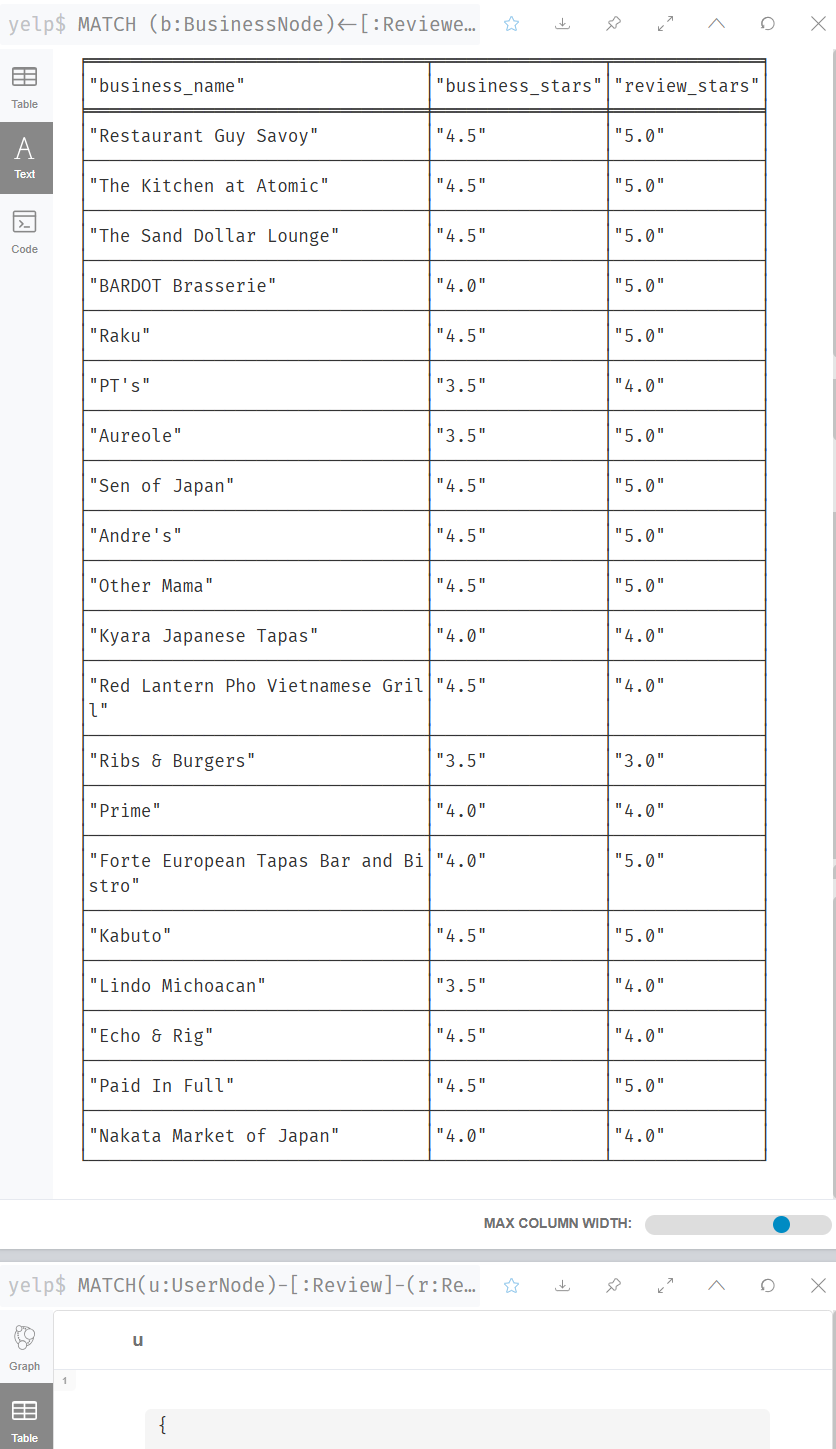 yelp$ MATCH (b:BusinessNode)<-[:Reviewe…
Table
Text
Code
"business_name" "business_stars" "review_stars"
"Restaurant Guy Savoy" "4.5" "5.0"
"The Kitchen at Atomic" "4.5" "5.0"
"The Sand Dollar Lounge" "4.5" "5.0"
"BARDOT Brasserie" "4.0" "5.0"
"Raku" "4.5" "5.0"
"PT's" "3.5" "4.0"
"Aureole" "3.5" "5.0"
"Sen of Japan" "4.5" "5.0"
"Andre's" "4.5" "5.0"
"Other Mama" "4.5" "5.0"
"Kyara Japanese Tapas" "4.0" "4.0"
"Red Lantern Pho Vietnamese Gril "4.5" "4.0"
l"
"Ribs & Burgers" "3.5" "3.0"
"Prime" "4.0" "4.0"
"Forte European Tapas Bar and Bi "4.0" "5.0"
stro"
"Kabuto" "4.5" "5.0"
"Lindo Michoacan" "3.5" "4.0"
"Echo & Rig" "4.5" "4.0"
"Paid In Full" "4.5" "5.0"
"Nakata Market of Japan" "4.0" "4.0"
MAX COLUMN WIDTH:
yelp$ MATCH(u:UserNode)-[:Review]-(r:Re…
Graph
Table
u
1
{